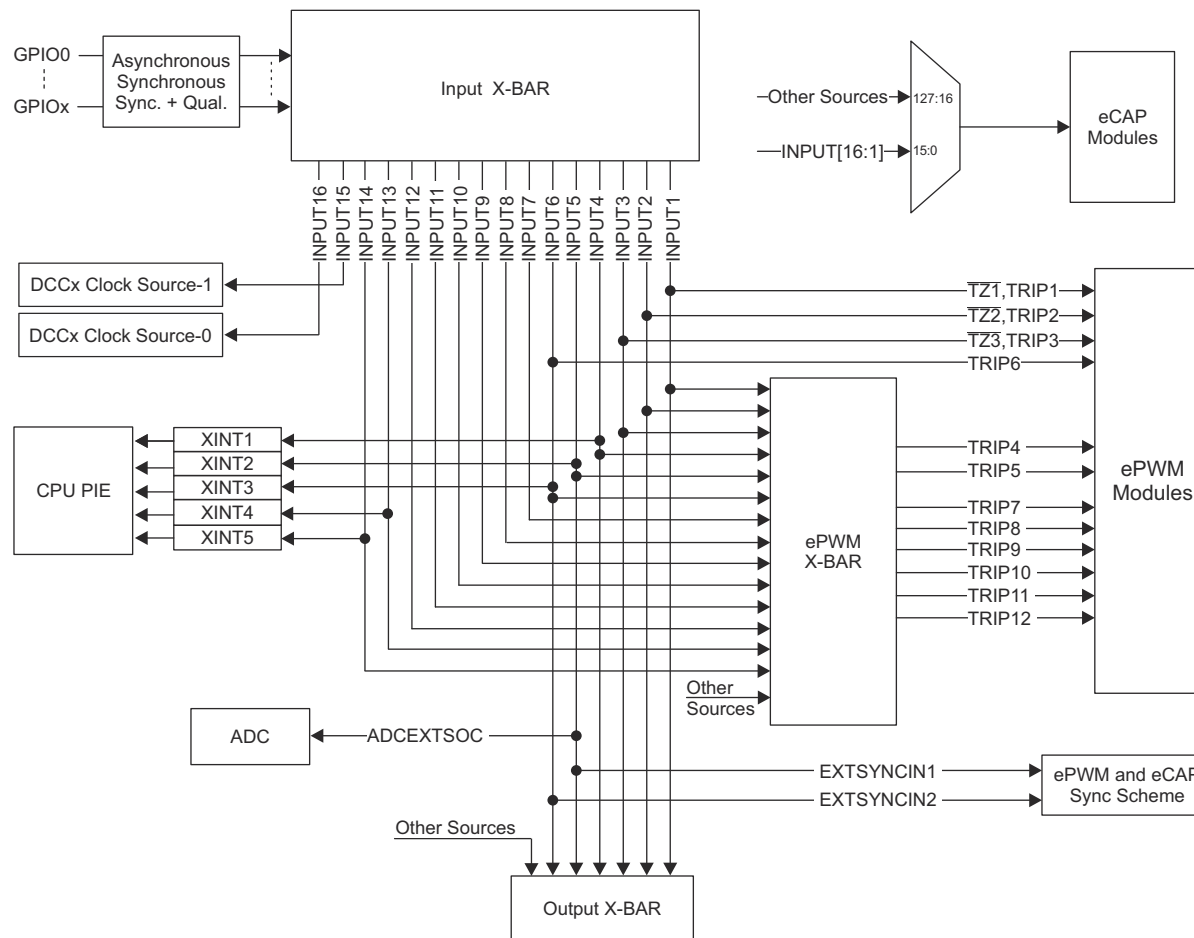 GPIO0
GPIOx
Asynchronous
Synchronous
Sync. + Qual.
Input X-BAR
Other Sources
INPUT[16:1]
127:16
15:0
eCAP
Modules
INPUT16
INPUT15
INPUT14
INPUT13
INPUT12
INPUT11
INPUT10
INPUT9
INPUT8
INPUT7
INPUT6
INPUT5
INPUT4
INPUT3
INPUT2
INPUT1
DCCx Clock Source-1
DCCx Clock Source-0
TZ1,TRIP1
TZ2,TRIP2
TZ3,TRIP3
TRIP6
CPU PIE
XINT1
XINT2
XINT3
XINT4
XINT5
ePWM
X-BAR
TRIP4
TRIP5
TRIP7
TRIP8
TRIP9
TRIP10
TRIP11
TRIP12
ePWM
Modules
Other
Sources
ADC
ADCEXTSOC
EXTSYNCIN1
EXTSYNCIN2
ePWM and eCAP
Sync Scheme
Other Sources
Output X-BAR